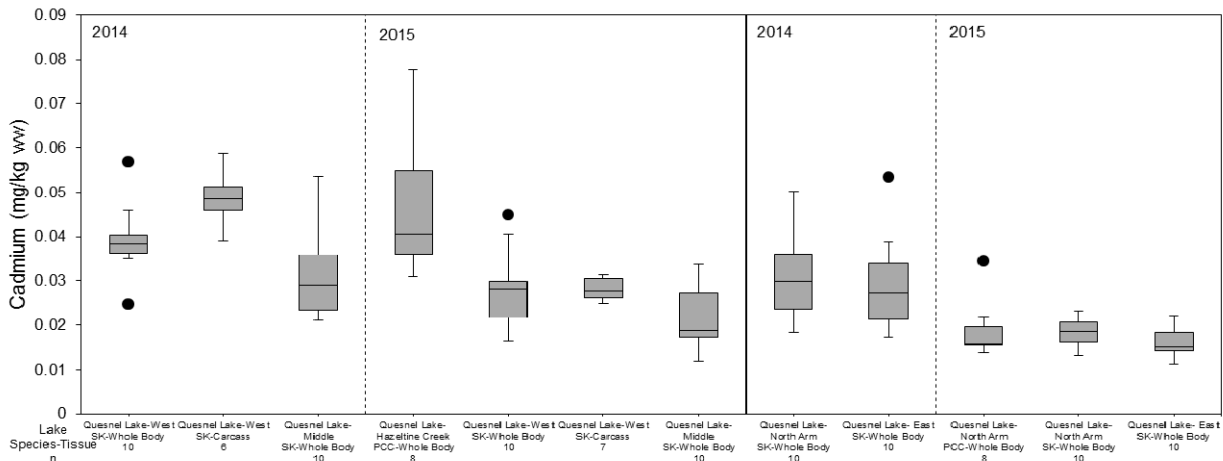 0.09
0.08
0.07
0.06
0.05
0.04
0.03
0.02
0.01
0
Cadmium (mg/kg ww)
2014
2015
2014
2015
Lake
Species-Tissue
n
Quesnel Lake-West
SK-Whole Body
10
Quesnel Lake-West
SK-Carcass
6
Quesnel Lake-
Middle
SK-Whole Body
10
Quesnel Lake-
Hazeltine Creek
PCC-Whole Body
8
Quesnel Lake-West
SK-Whole Body
10
Quesnel Lake-West
SK-Carcass
7
Quesnel Lake-
Middle
SK-Whole Body
10
Quesnel Lake-
North Arm
SK-Whole Body
10
Quesnel Lake- East
SK-Whole Body
10
Quesnel Lake-
North Arm
PCC-Whole Body
8
Quesnel Lake-
North Arm
SK-Whole Body
10
Quesnel Lake- East
SK-Whole Body
10